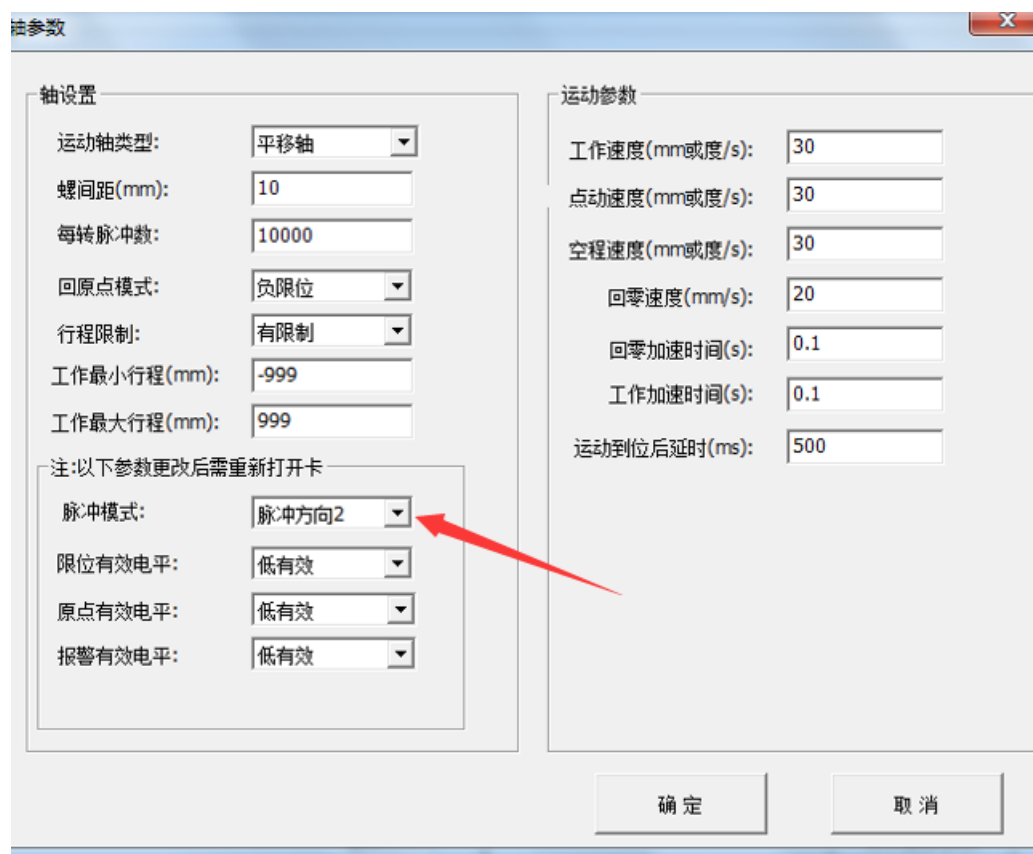 轴参数
轴设置
运动轴类型: 平移轴
螺间距(mm): 10
每转脉冲数: 10000
回原点模式: 负限位
行程限制: 有限制
工作最小行程(mm): -999
工作最大行程(mm): 999
注:以下参数更改后需重新打开卡
脉冲模式: 脉冲方向2
限位有效电平: 低有效
原点有效电平: 低有效
报警有效电平: 低有效
运动参数
工作速度(mm或度/s): 30
点动速度(mm或度/s): 30
空程速度(mm或度/s): 30
回零速度(mm/s): 20
回零加速时间(s): 0.1
工作加速时间(s): 0.1
运动到位后延时(ms): 500
确定
取消